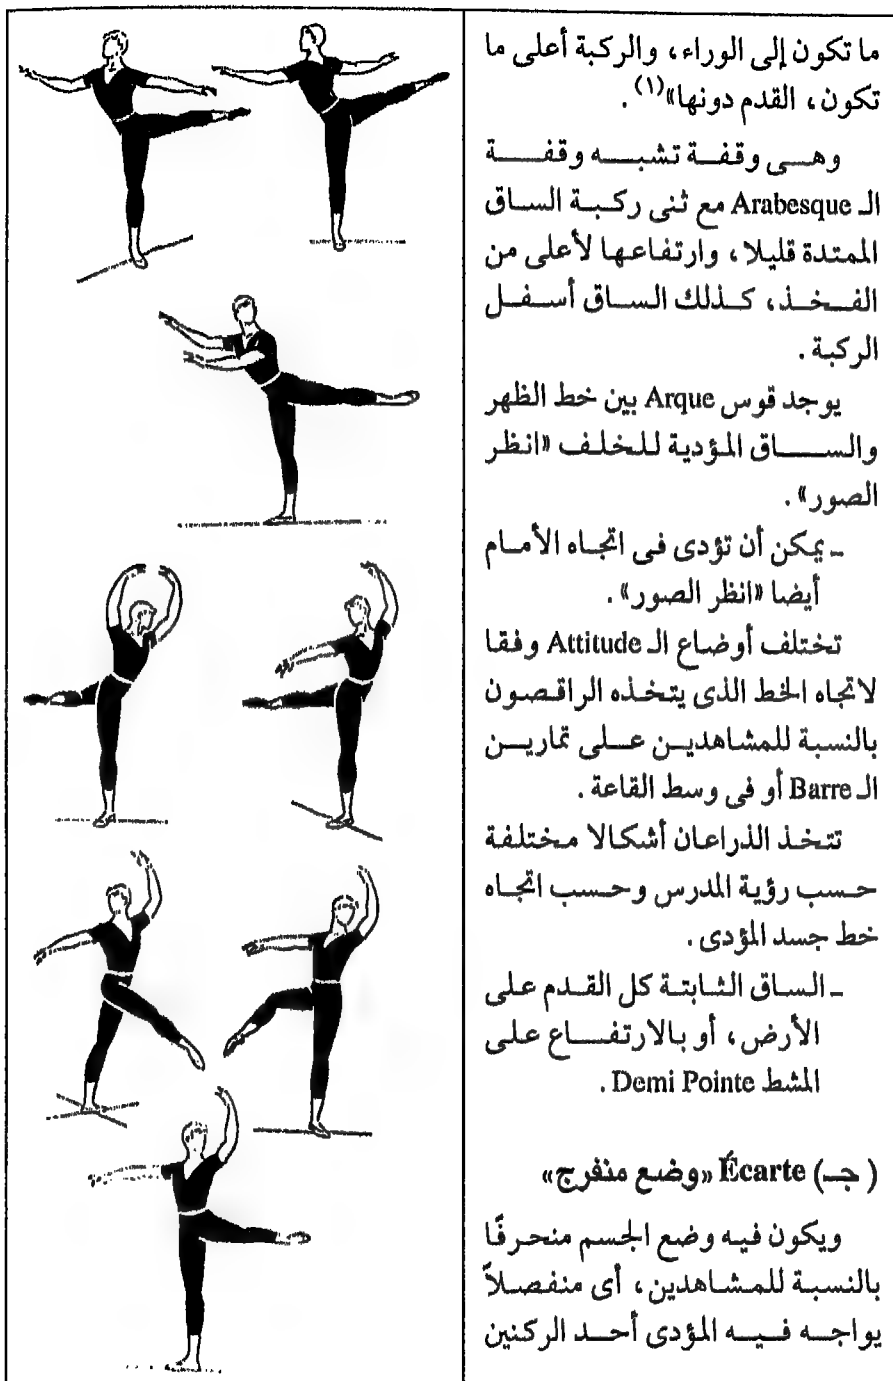 ما تكون إلى الوراء، والركبة أعلى ما
تكون، القدم دونها»(١).
وهى وقفة تشبه وقفة
الـ Arabesque مع ثنى ركبة الساق
الممتدة قليلا، وارتفاعها لأعلى من
الفخذ، كذلك الساق أسفل
الركبة.
يوجد قوس Arque بين خط الظهر
والساق المؤدية للخلف «انظر
الصور».
ـ يمكن أن تؤدى فى اتجاه الأمام
أيضا «انظر الصور».
تختلف أوضاع الـ Attitude وفقا
لاتجاه الخط الذى يتخذه الراقصون
بالنسبة للمشاهدين على تمارين
الـ Barre أو فى وسط القاعة.
تتخذ الذراعان أشكالا مختلفة
حسب رؤية المدرس وحسب اتجاه
خط جسد المؤدى.
ـ الساق الثابتة كل القدم على
الأرض، أو بالارتفاع على
المشط Demi Pointe.
(جـ) Écarte «وضع منفرج»
ويكون فيه وضع الجسم منحرفًا
بالنسبة للمشاهدين، أى منفصلاً
يواجه فيه المؤدى أحد الركنين